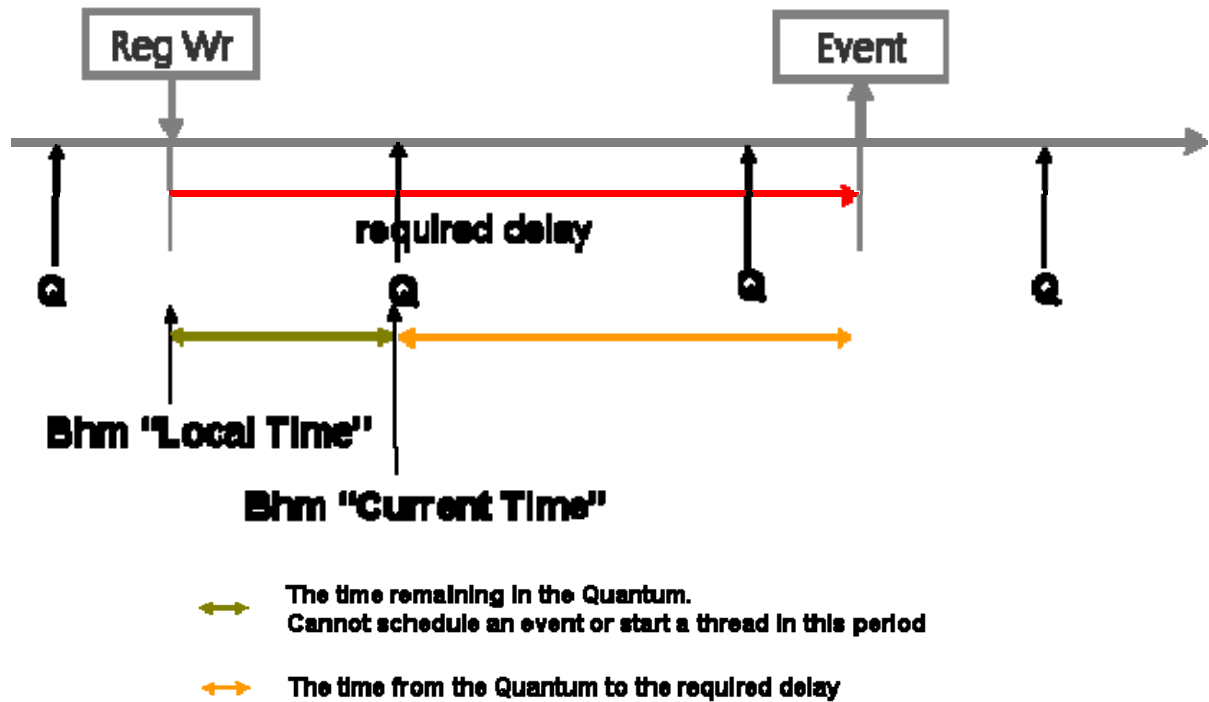 Reg Wr
Event
required delay
Q
Q
Q
Q
Bhm “Local Time”
Bhm “Current Time”
The time remaining in the Quantum.
Cannot schedule an event or start a thread in this period
The time from the Quantum to the required delay